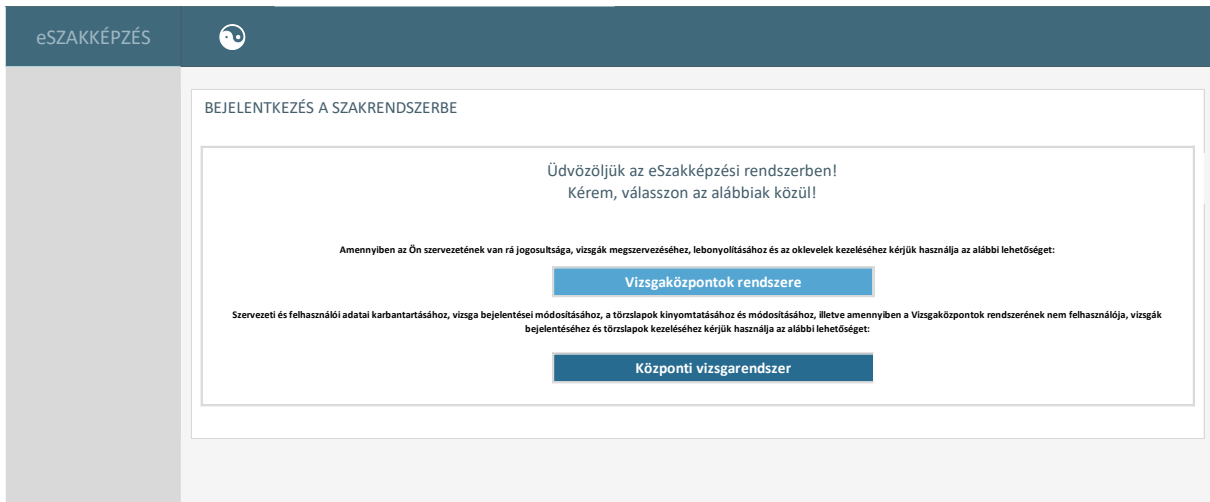 eSZAKKÉPZÉS
BEJELENTKEZÉS A SZAKRENDSZERBE
Üdvözöljük az eSzakképzési rendszerben!
Kérem, válasszon az alábbiak közül!
Amennyiben az Ön szervezetének van rá jogosultsága, vizsgák megszervezéséhez, lebonyolításához és az oklevelek kezeléséhez kérjük használja az alábbi lehetőséget:
Vizsgaközpontok rendszere
Szervezeti és felhasználói adatai karbantartásához, vizsga bejelentései módosításához, a törzslapok kinyomtatásához és módosításához, illetve amennyiben a Vizsgaközpontok rendszerének nem felhasználója, vizsgák
bejelentéséhez és törzslapok kezeléséhez kérjük használja az alábbi lehetőséget:
Központi vizsgarendszer